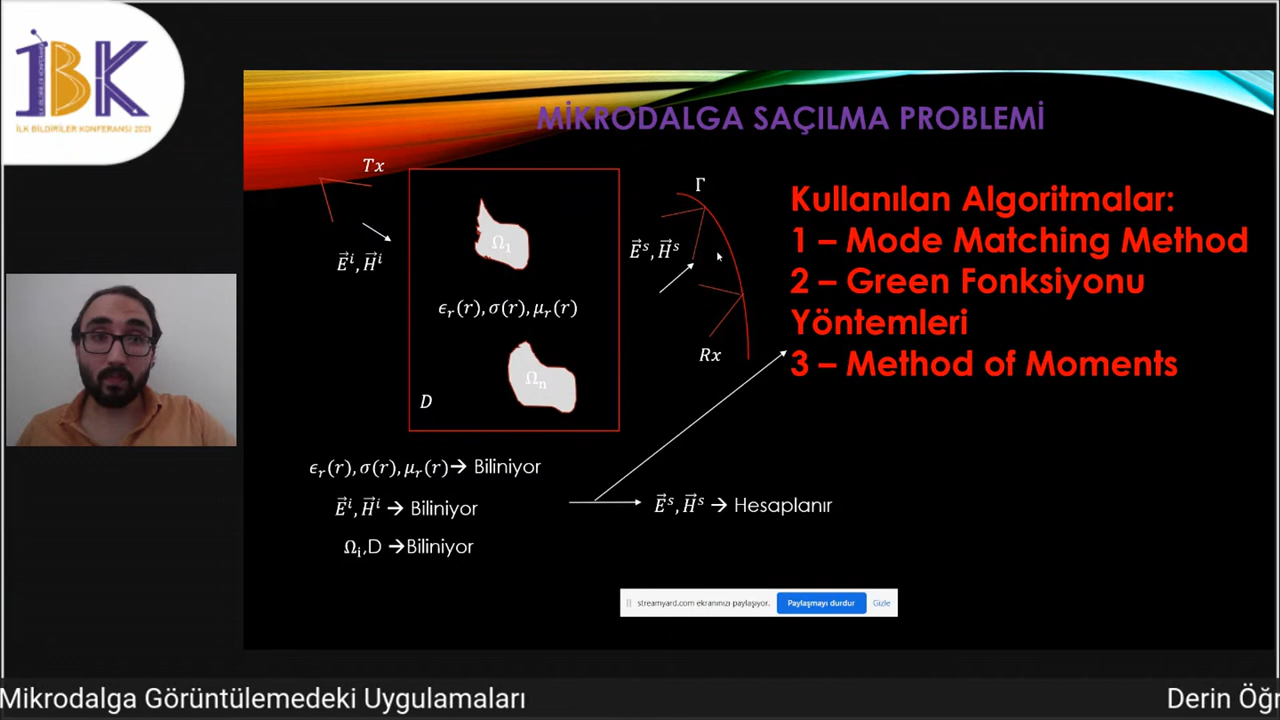 1BK
İLK BİLDİRİLER KONFERANSI 2023
MİKRODALGA SAÇILMA PROBLEMİ
Tx
Γ
Ω₁
E⃗ⁱ, H⃗ⁱ
E⃗ˢ, H⃗ˢ
ϵᵣ(r), σ(r), μᵣ(r)
Rx
Ωₙ
D
Kullanılan Algoritmalar:
1 – Mode Matching Method
2 – Green Fonksiyonu
Yöntemleri
3 – Method of Moments
ϵᵣ(r), σ(r), μᵣ(r)→ Biliniyor
E⃗ⁱ, H⃗ⁱ → Biliniyor
E⃗ˢ, H⃗ˢ → Hesaplanır
Ωᵢ,D →Biliniyor
streamyard.com ekranınızı paylaşıyor.
Paylaşmayı durdur
Gizle
Mikrodalga Görüntülemedeki Uygulamaları
Derin Öğr